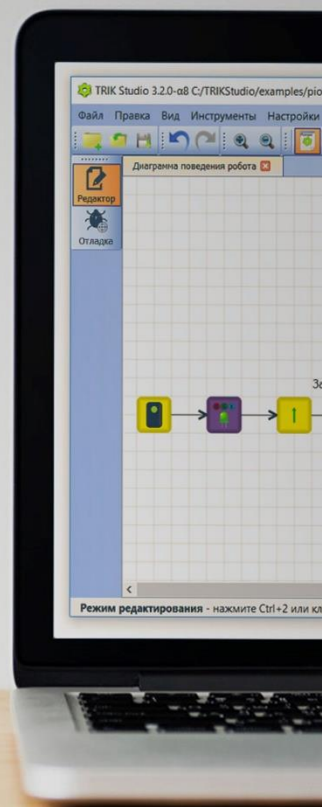 TRIK Studio 3.2.0-α8 C:/TRIKStudio/examples/pio
Файл Правка Вид Инструменты Настройки
Диаграмма поведения робота
Редактор
Отладка
Режим редактирования - нажмите Ctrl+2 или кл